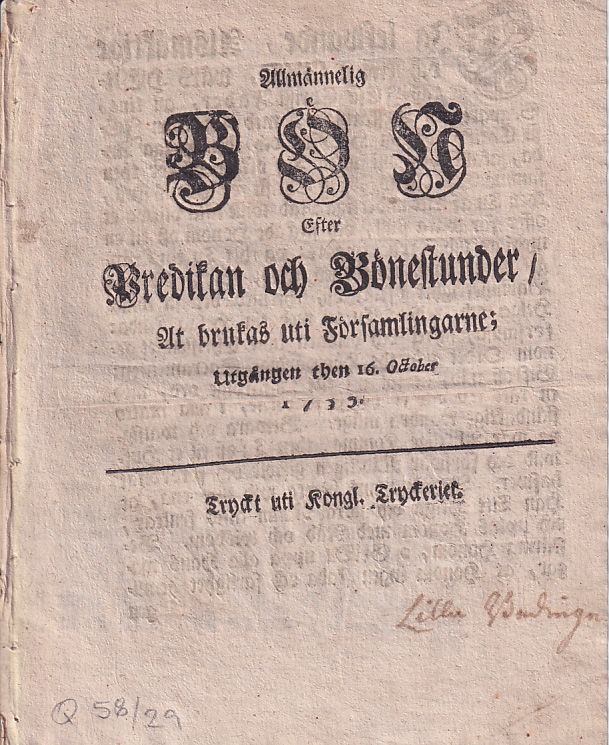 Allmännelig
BÖN
Efter
Predikan och Bönestunder /
At brukas uti Församlingarne;
Utgången then 16. October
Tryckt uti Kongl. Tryckeriet.
Lilla
Q 58/29